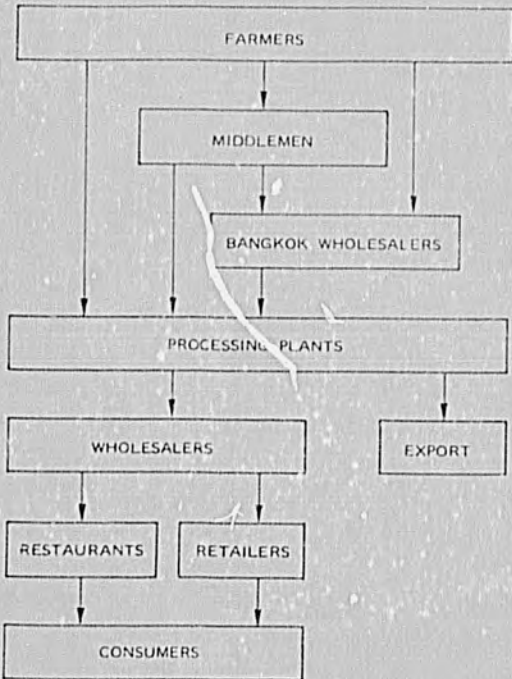 FARMERS
MIDDLEMEN
BANGKOK WHOLESALERS
PROCESSING PLANTS
WHOLESALERS
EXPORT
RESTAURANTS
RETAILERS
CONSUMERS